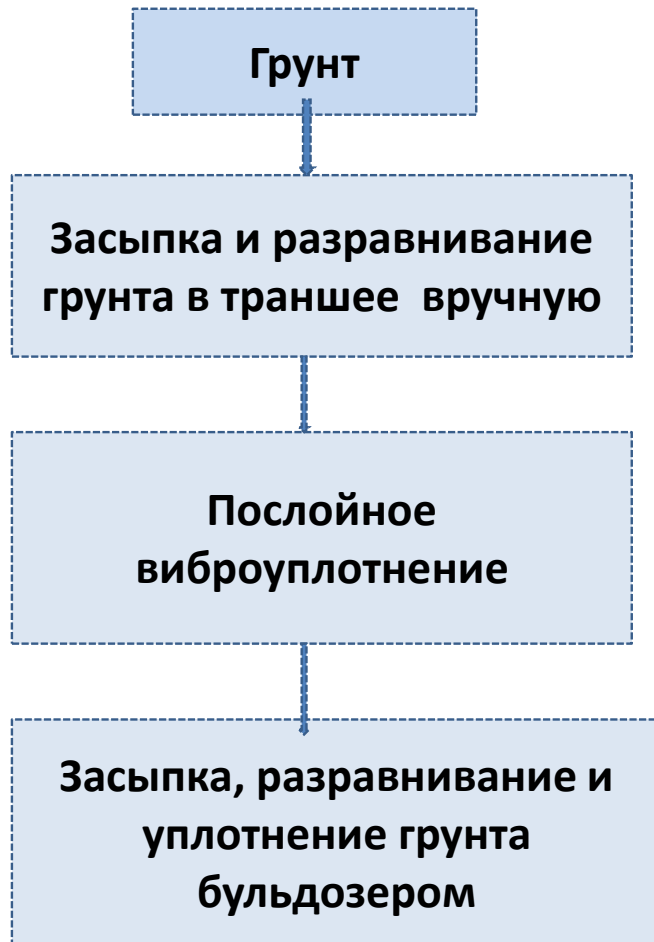 Грунт
Засыпка и разравнивание
грунта в траншее вручную
Послойное
виброуплотнение
Засыпка, разравнивание и
уплотнение грунта
бульдозером